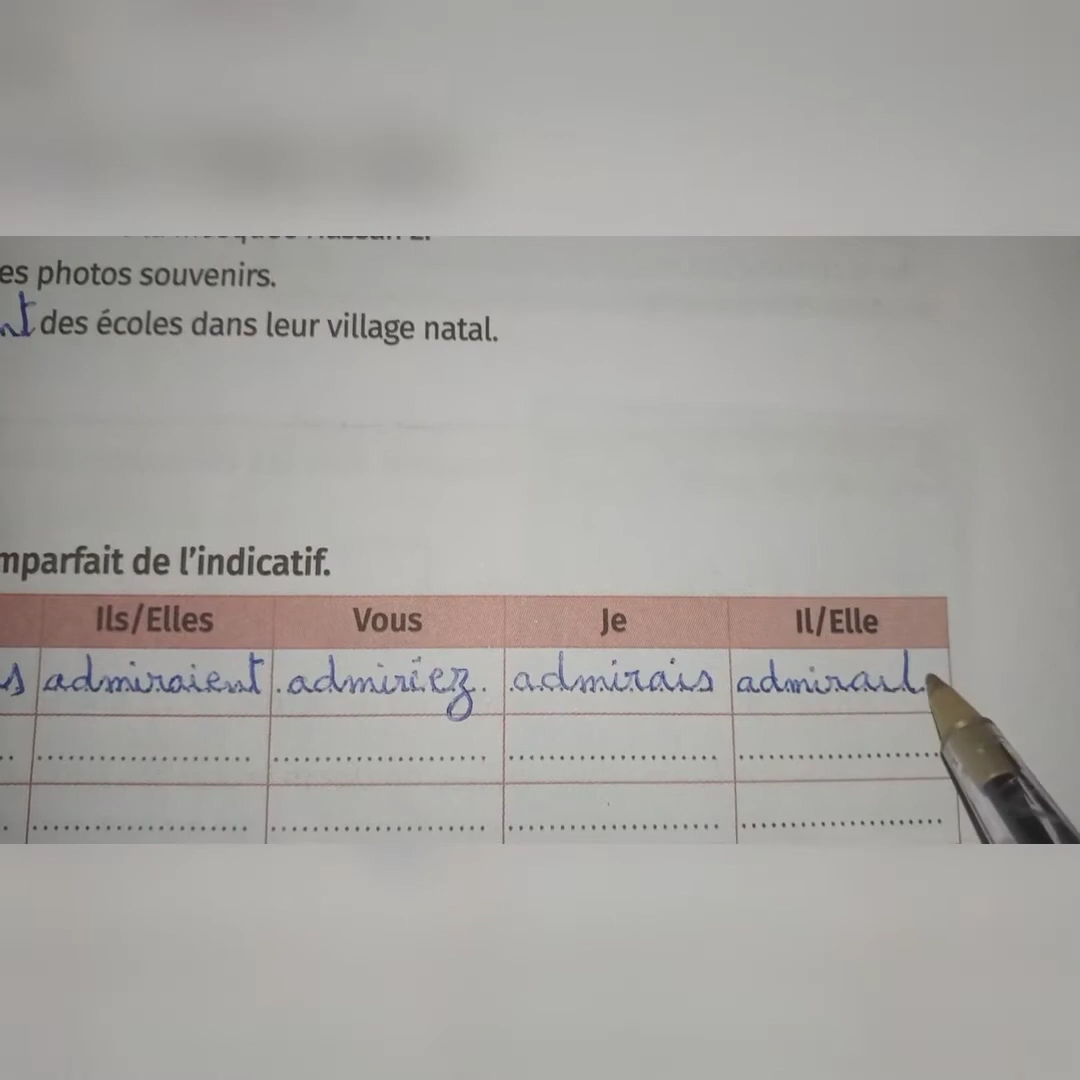 es photos souvenirs.
nt des écoles dans leur village natal.
mparfait de l'indicatif.
Ils/Elles Vous Je Il/Elle
s admiraient admiriez admirais admirait